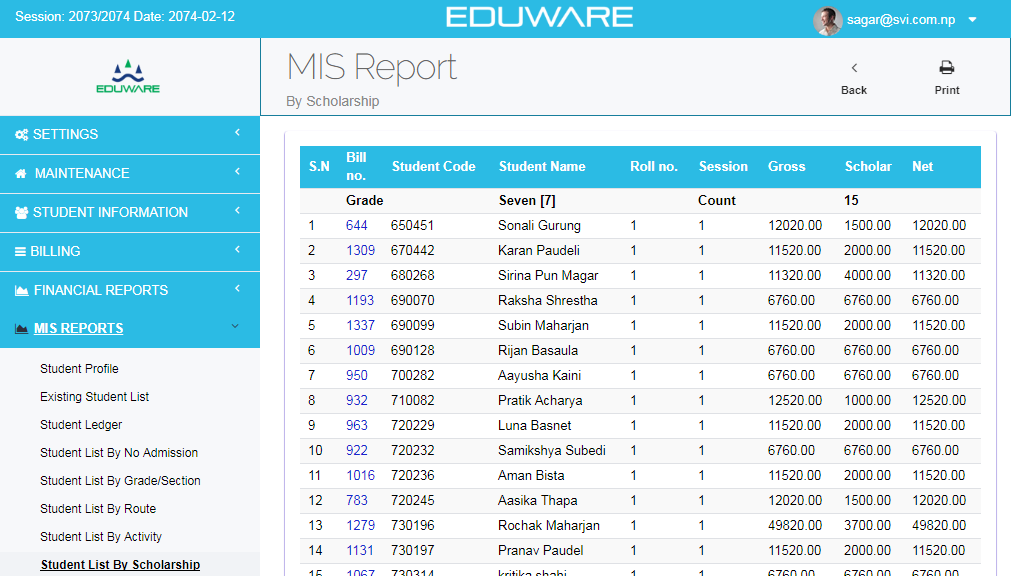 Session: 2073/2074 Date: 2074-02-12
EDUWARE
sagar@svi.com.np
EDUWARE
MIS Report
By Scholarship
Back
Print
SETTINGS
MAINTENANCE
STUDENT INFORMATION
BILLING
FINANCIAL REPORTS
MIS REPORTS
Student Profile
Existing Student List
Student Ledger
Student List By No Admission
Student List By Grade/Section
Student List By Route
Student List By Activity
Student List By Scholarship
S.N Bill no. Student Code Student Name Roll no. Session Gross Scholar Net
Grade Seven [7] Count 15
1 644 650451 Sonali Gurung 1 1 12020.00 1500.00 12020.00
2 1309 670442 Karan Paudeli 1 1 11520.00 2000.00 11520.00
3 297 680268 Sirina Pun Magar 1 1 11320.00 4000.00 11320.00
4 1193 690070 Raksha Shrestha 1 1 6760.00 6760.00 6760.00
5 1337 690099 Subin Maharjan 1 1 11520.00 2000.00 11520.00
6 1009 690128 Rijan Basaula 1 1 6760.00 6760.00 6760.00
7 950 700282 Aayusha Kaini 1 1 6760.00 6760.00 6760.00
8 932 710082 Pratik Acharya 1 1 12520.00 1000.00 12520.00
9 963 720229 Luna Basnet 1 1 11520.00 2000.00 11520.00
10 922 720232 Samikshya Subedi 1 1 6760.00 6760.00 6760.00
11 1016 720236 Aman Bista 1 1 11520.00 2000.00 11520.00
12 783 720245 Aasika Thapa 1 1 12020.00 1500.00 12020.00
13 1279 730196 Rochak Maharjan 1 1 49820.00 3700.00 49820.00
14 1131 730197 Pranav Paudel 1 1 11520.00 2000.00 11520.00
15 1067 730314 kritika shahi 1 1 6760.00 6760.00 6760.00